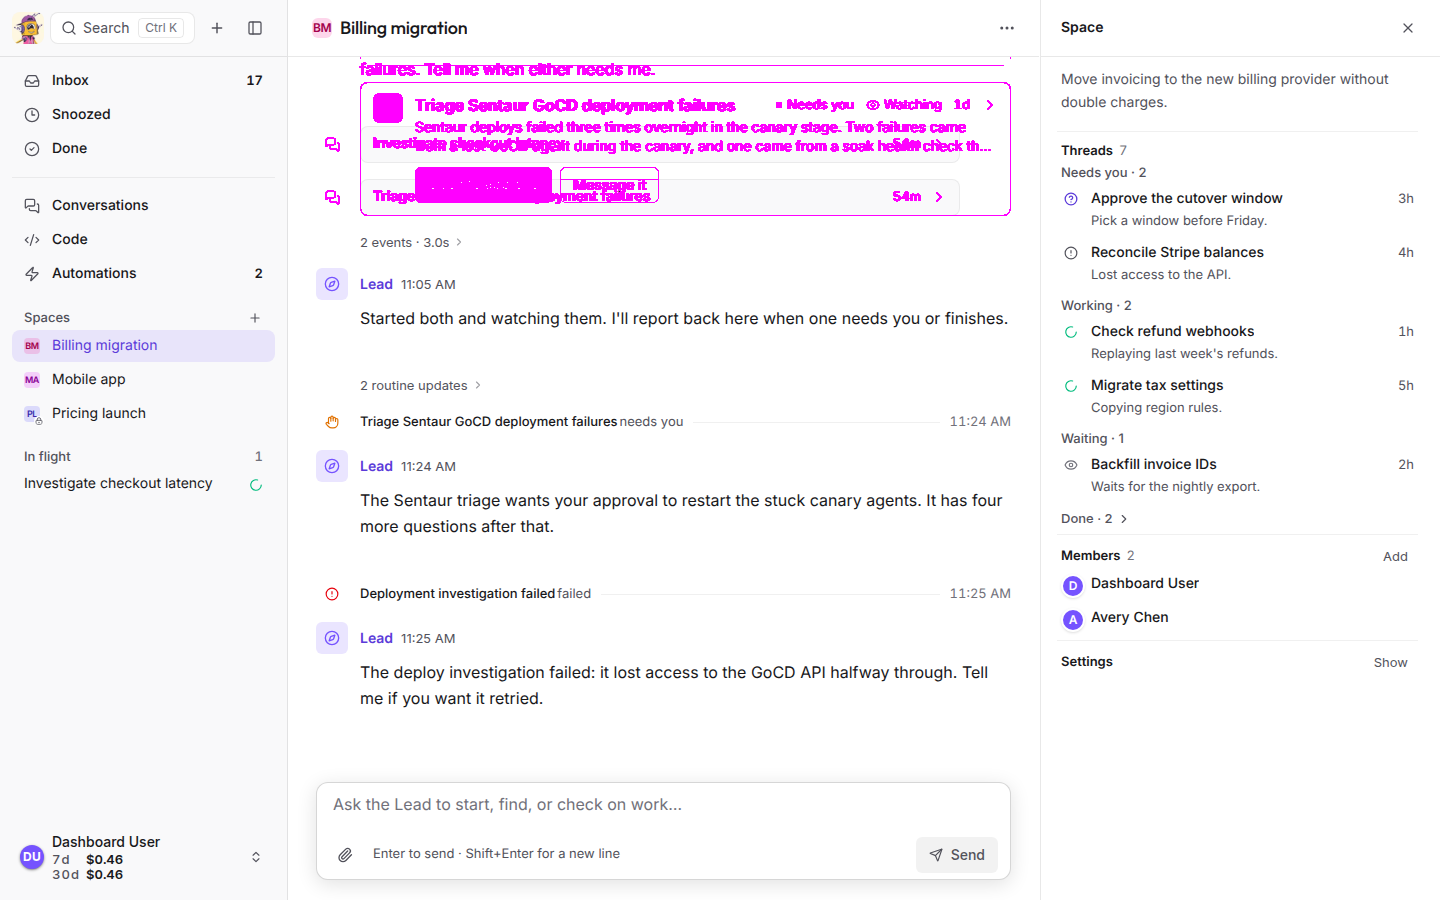 Search
Ctrl K
Inbox
17
Snoozed
Done
Conversations
Code
Automations
2
Spaces
BM
Billing migration
MA
Mobile app
PL
Pricing launch
In flight
1
Investigate checkout latency
DU
Dashboard User
7d $0.46
30d $0.46
BM
Billing migration
failures. Tell me when either needs me.
Triage Sentaur GoCD deployment failures
Needs you
Watching
1d
Sentaur deploys failed three times overnight in the canary stage. Two failures came
agent during the canary, and one came from a soak health check th...
54m
Message it
Triage
54m
2 events · 3.0s
Lead
11:05 AM
Started both and watching them. I'll report back here when one needs you or finishes.
2 routine updates
Triage Sentaur GoCD deployment failures needs you
11:24 AM
Lead
11:24 AM
The Sentaur triage wants your approval to restart the stuck canary agents. It has four
more questions after that.
Deployment investigation failed failed
11:25 AM
Lead
11:25 AM
The deploy investigation failed: it lost access to the GoCD API halfway through. Tell
me if you want it retried.
Ask the Lead to start, find, or check on work...
Enter to send · Shift+Enter for a new line
Send
Space
Move invoicing to the new billing provider without
double charges.
Threads 7
Needs you · 2
Approve the cutover window
3h
Pick a window before Friday.
Reconcile Stripe balances
4h
Lost access to the API.
Working · 2
Check refund webhooks
1h
Replaying last week's refunds.
Migrate tax settings
5h
Copying region rules.
Waiting · 1
Backfill invoice IDs
2h
Waits for the nightly export.
Done · 2
Members 2
Add
D
Dashboard User
A
Avery Chen
Settings
Show